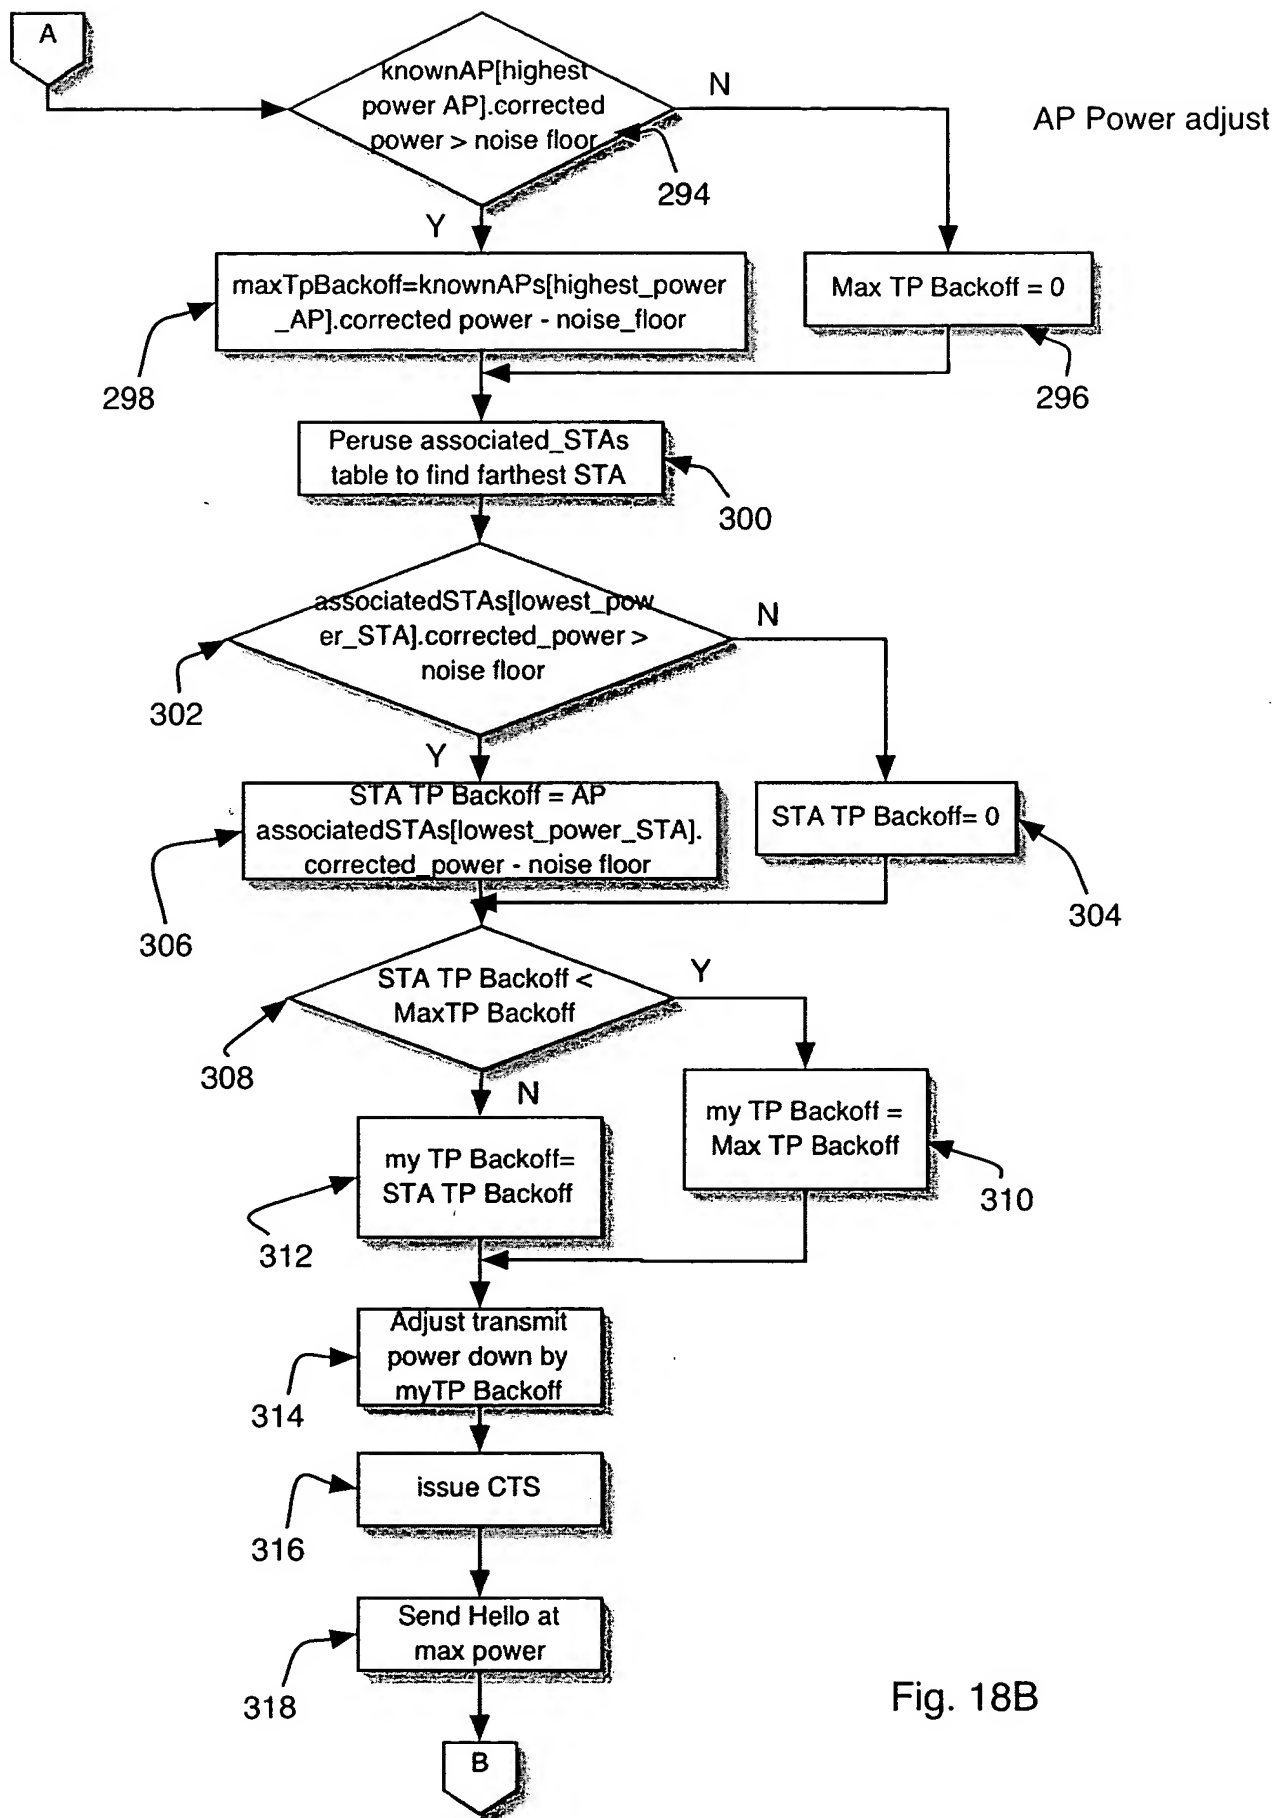 A
knownAP[highest
power AP].corrected
power > noise floor
N
AP Power adjust
294
Y
maxTpBackoff=knownAPs[highest_power
_AP].corrected power - noise_floor
Max TP Backoff = 0
298
296
Peruse associated_STAs
table to find farthest STA
300
associatedSTAs[lowest_pow
er_STA].corrected_power >
noise floor
N
302
Y
STA TP Backoff = AP
associatedSTAs[lowest_power_STA].
corrected_power - noise floor
STA TP Backoff= 0
306
304
STA TP Backoff <
MaxTP Backoff
Y
308
N
my TP Backoff =
Max TP Backoff
my TP Backoff=
STA TP Backoff
310
312
Adjust transmit
power down by
myTP Backoff
314
issue CTS
316
Send Hello at
max power
318
Fig. 18B
B